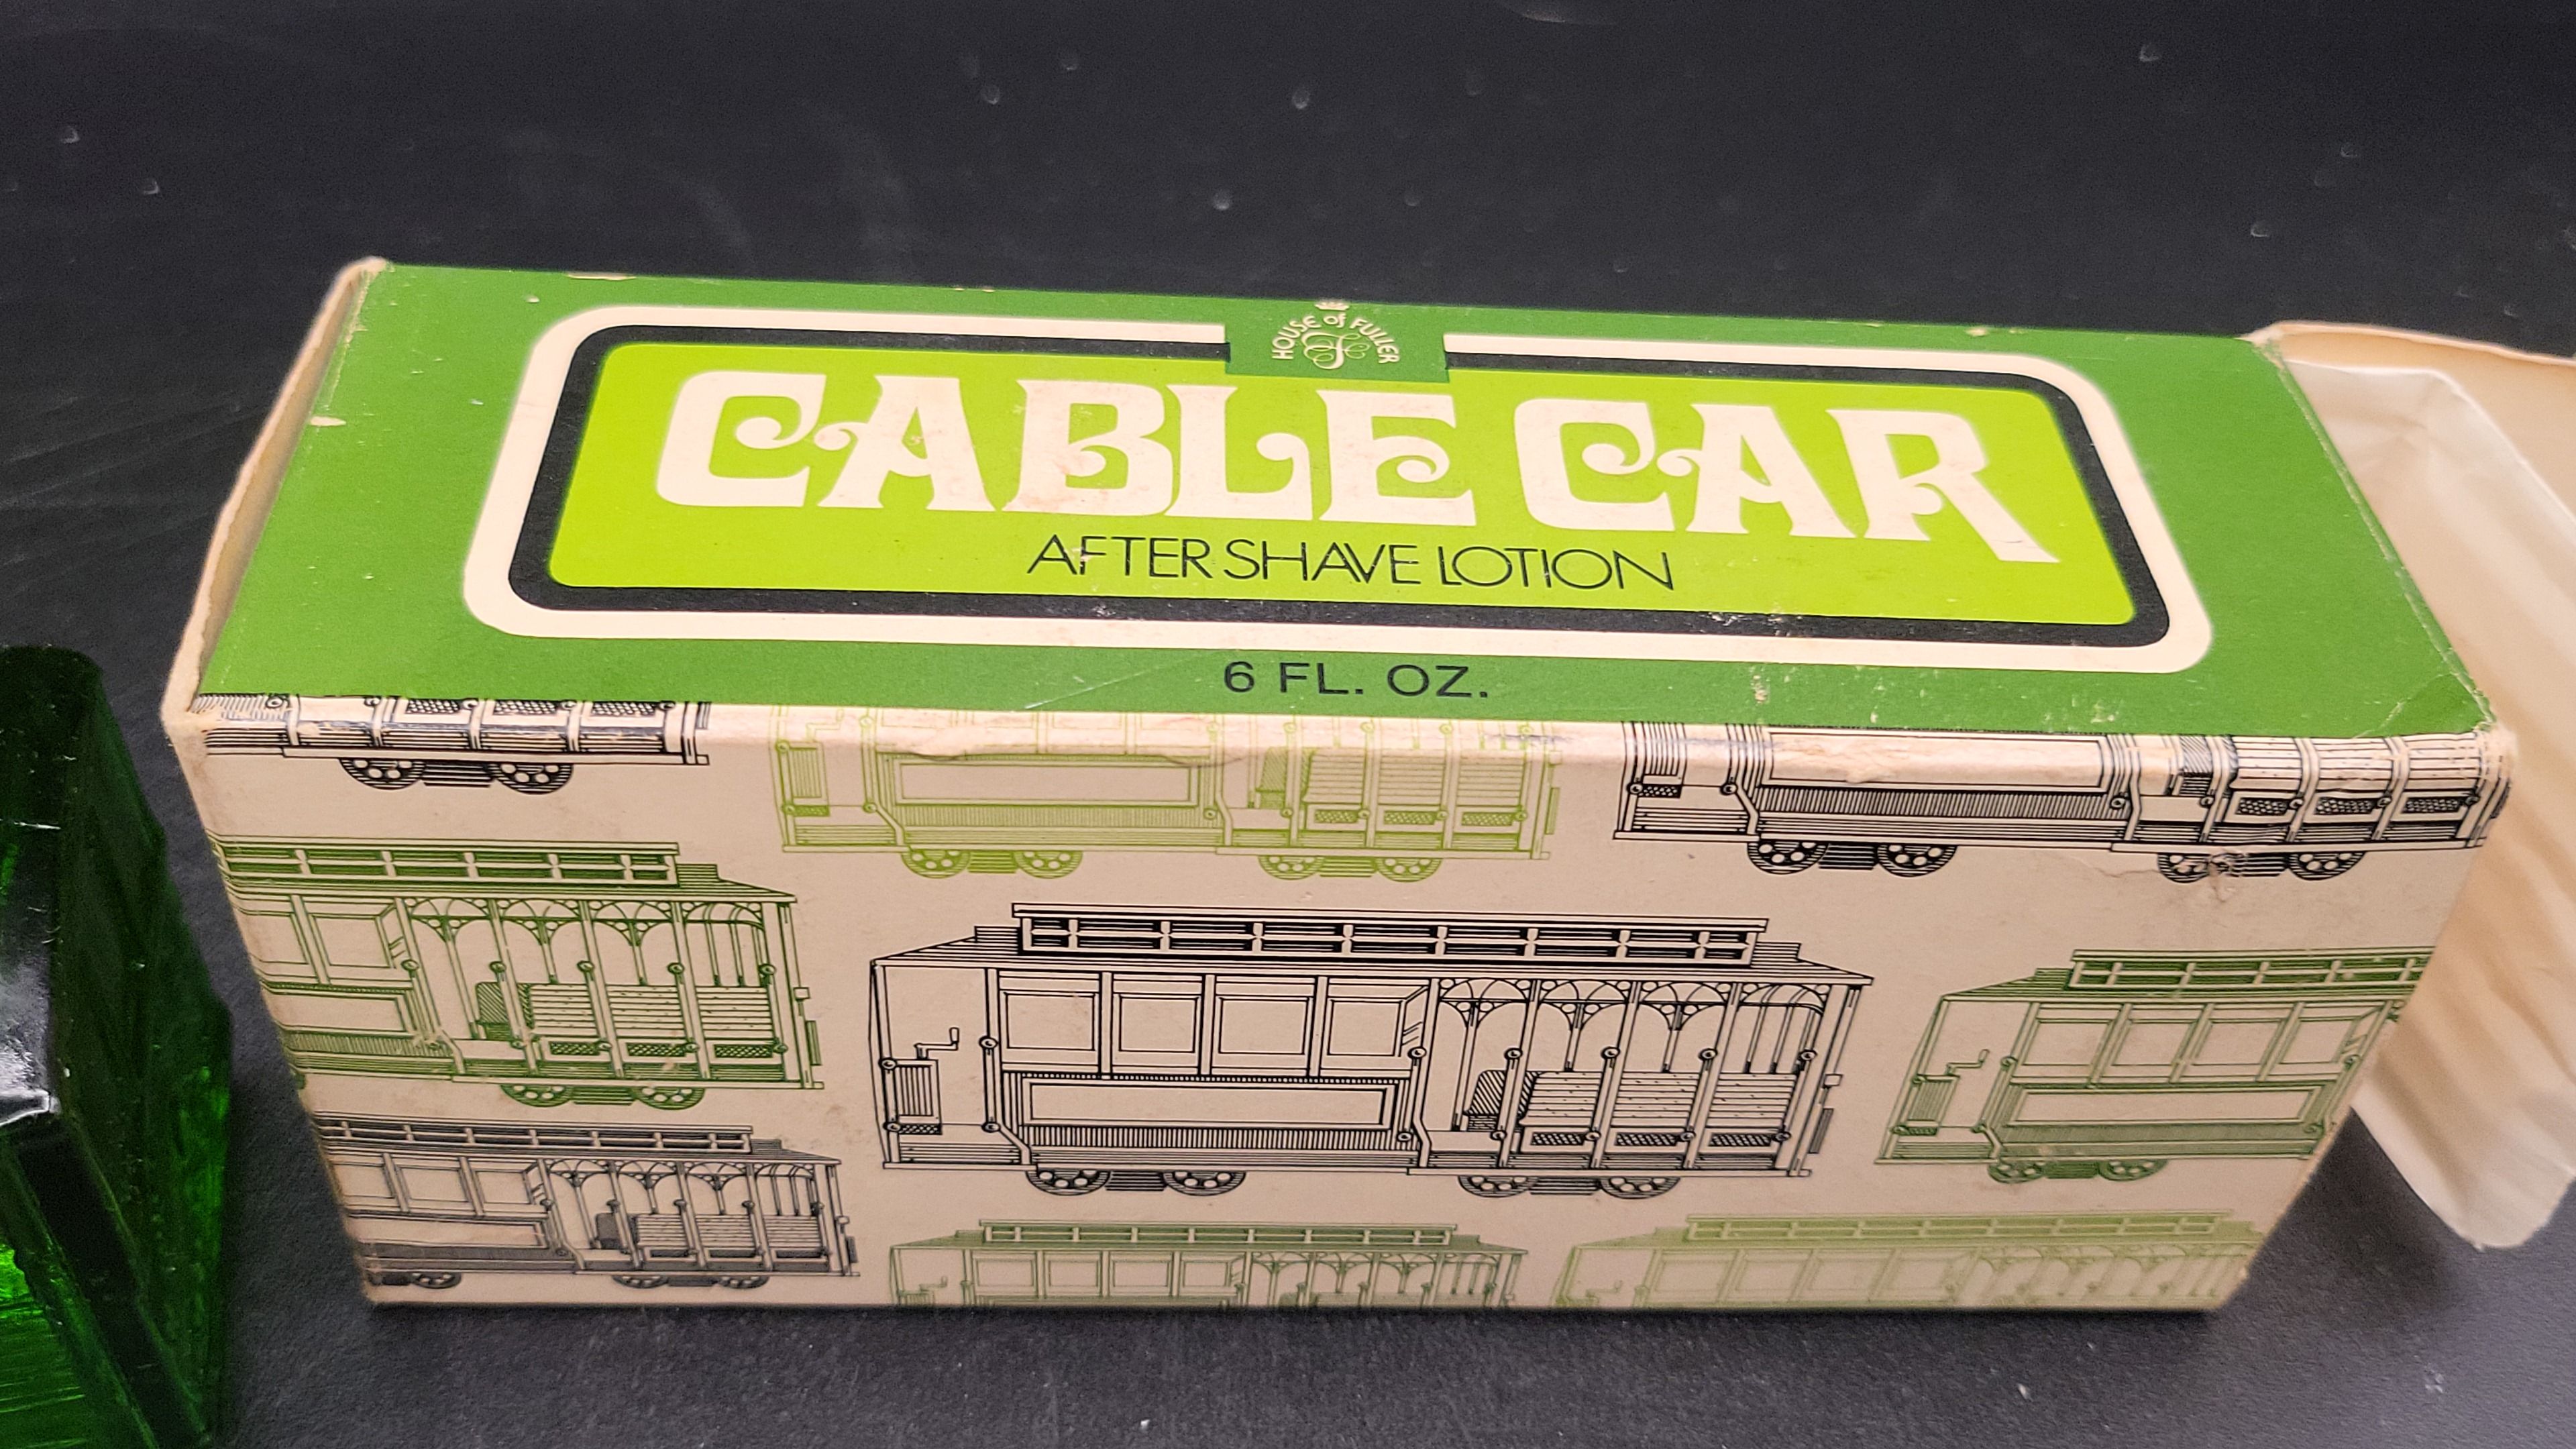 HOUSE of FULLER
CABLE CAR
AFTER SHAVE LOTION
6 FL. OZ.